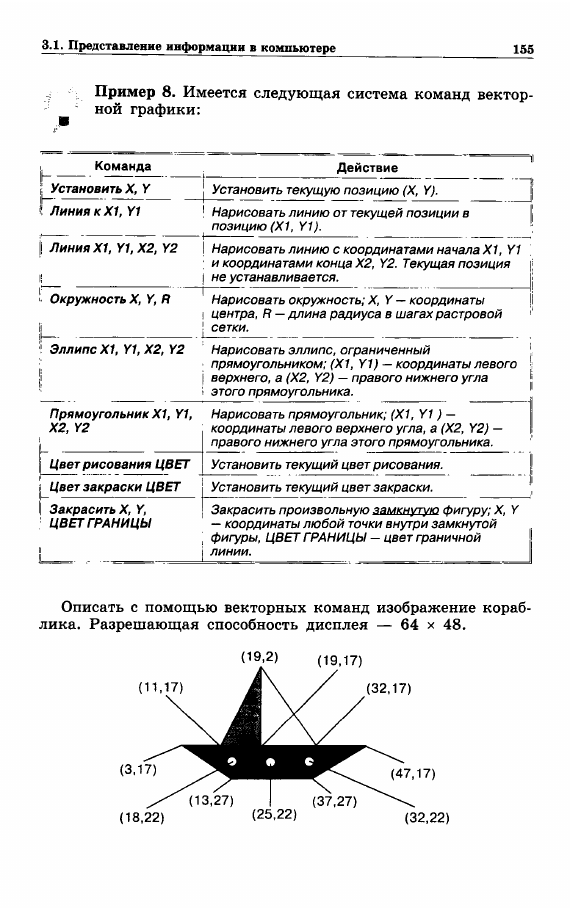 3.1. Представление информации в компьютере 155
Пример 8. Имеется следующая система команд вектор-
ной графики:
Команда Действие
Установить X, Y Установить текущую позицию (X, Y).
Линия к X1, Y1 Нарисовать линию от текущей позиции в
позицию (X1, Y1).
Линия X1, Y1, X2, Y2 Нарисовать линию с координатами начала X1, Y1
и координатами конца X2, Y2. Текущая позиция
не устанавливается.
Окружность X, Y, R Нарисовать окружность; X, Y — координаты
центра, R — длина радиуса в шагах растровой
сетки.
Эллипс X1, Y1, X2, Y2 Нарисовать эллипс, ограниченный
прямоугольником; (X1, Y1) — координаты левого
верхнего, а (X2, Y2) — правого нижнего угла
этого прямоугольника.
Прямоугольник X1, Y1, Нарисовать прямоугольник; (X1, Y1 ) —
X2, Y2 координаты левого верхнего угла, а (X2, Y2) —
правого нижнего угла этого прямоугольника.
Цвет рисования ЦВЕТ Установить текущий цвет рисования.
Цвет закраски ЦВЕТ Установить текущий цвет закраски.
Закрасить X, Y, Закрасить произвольную замкнутую фигуру; X, Y
ЦВЕТ ГРАНИЦЫ — координаты любой точки внутри замкнутой
фигуры, ЦВЕТ ГРАНИЦЫ — цвет граничной
линии.
Описать с помощью векторных команд изображение кораб-
лика. Разрешающая способность дисплея — 64 × 48.
(19,2) (19,17)
(11,17) (32,17)
(3,17) (47,17)
(13,27) (37,27)
(18,22) (25,22) (32,22)